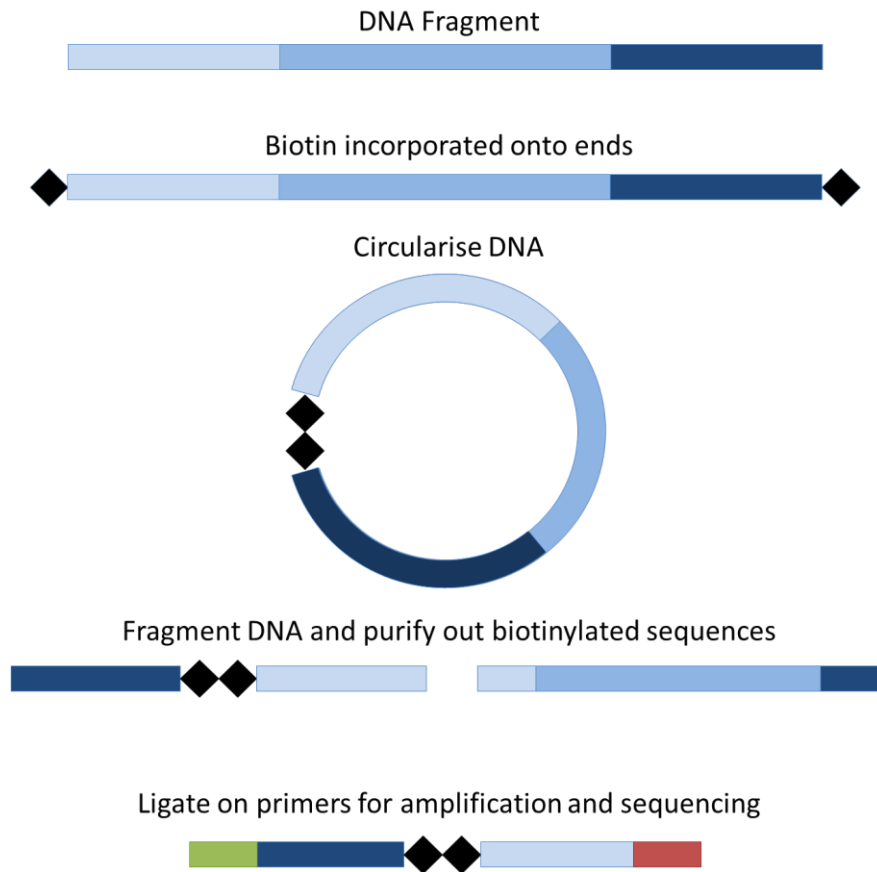 DNA Fragment
Biotin incorporated onto ends
Circularise DNA
Fragment DNA and purify out biotinylated sequences
Ligate on primers for amplification and sequencing